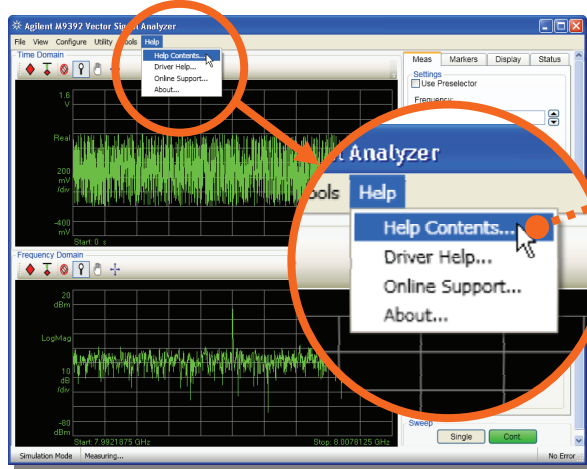 Agilent M9392 Vector Signal Analyzer
File View Configure Utility Tools Help
Time Domain
Help Contents...
Driver Help...
Online Support...
About...
Meas Markers Display Status
Settings
Use Preselector
Frequency:
1.6
V
Real
200
mV
/div
-400
mV
Start: 0 s
Analyzer
ools Help
Help Contents...
Driver Help...
Online Support...
About...
Frequency Domain
20
dBm
LogMag
10
dB
/div
-80
dBm
Start: 7.9921875 GHz
Stop: 8.0078125 GHz
Sweep
Single Cont.
Simulation Mode Measuring... No Error